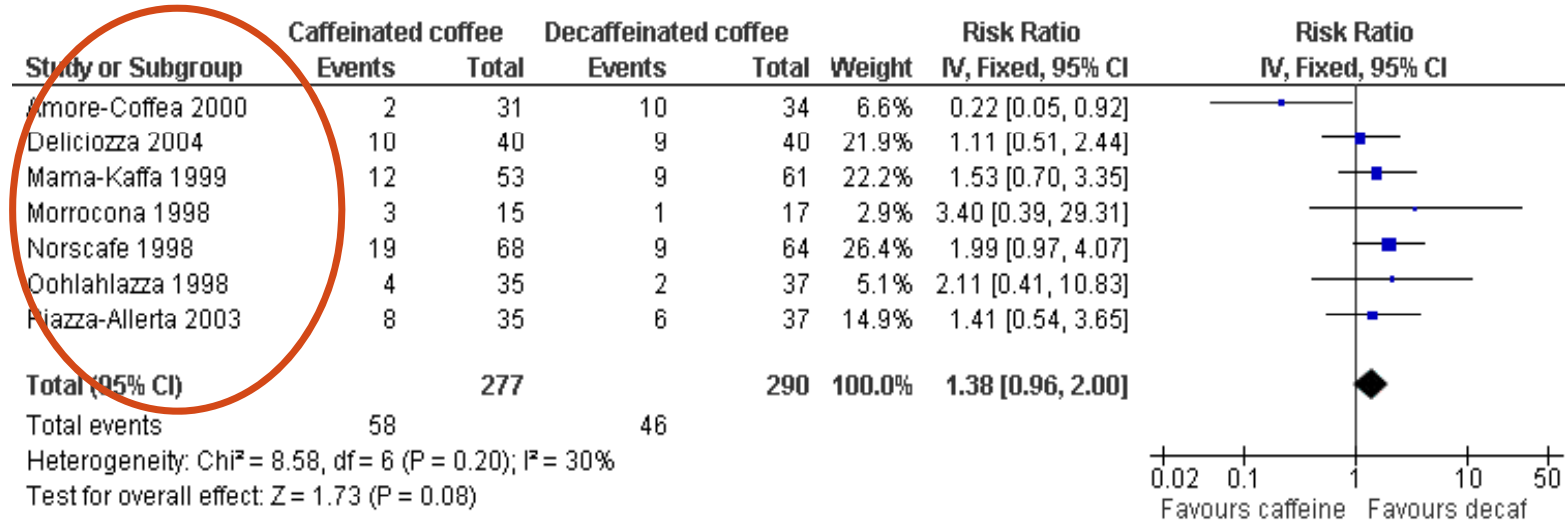 Caffeinated coffee Decaffeinated coffee Risk Ratio Risk Ratio
Study or Subgroup Events Total Events Total Weight IV, Fixed, 95% CI IV, Fixed, 95% CI
Amore-Coffea 2000 2 31 10 34 6.6% 0.22 [0.05, 0.92]
Deliciozza 2004 10 40 9 40 21.9% 1.11 [0.51, 2.44]
Mama-Kaffa 1999 12 53 9 61 22.2% 1.53 [0.70, 3.35]
Morrocona 1998 3 15 1 17 2.9% 3.40 [0.39, 29.31]
Norscafe 1998 19 68 9 64 26.4% 1.99 [0.97, 4.07]
Oohlahlazza 1998 4 35 2 37 5.1% 2.11 [0.41, 10.83]
Piazza-Allerta 2003 8 35 6 37 14.9% 1.41 [0.54, 3.65]
Total (95% CI) 277 290 100.0% 1.38 [0.96, 2.00]
Total events 58 46
Heterogeneity: Chi² = 8.58, df = 6 (P = 0.20); I² = 30%
Test for overall effect: Z = 1.73 (P = 0.08)
0.02 0.1 1 10 50
Favours caffeine Favours decaf